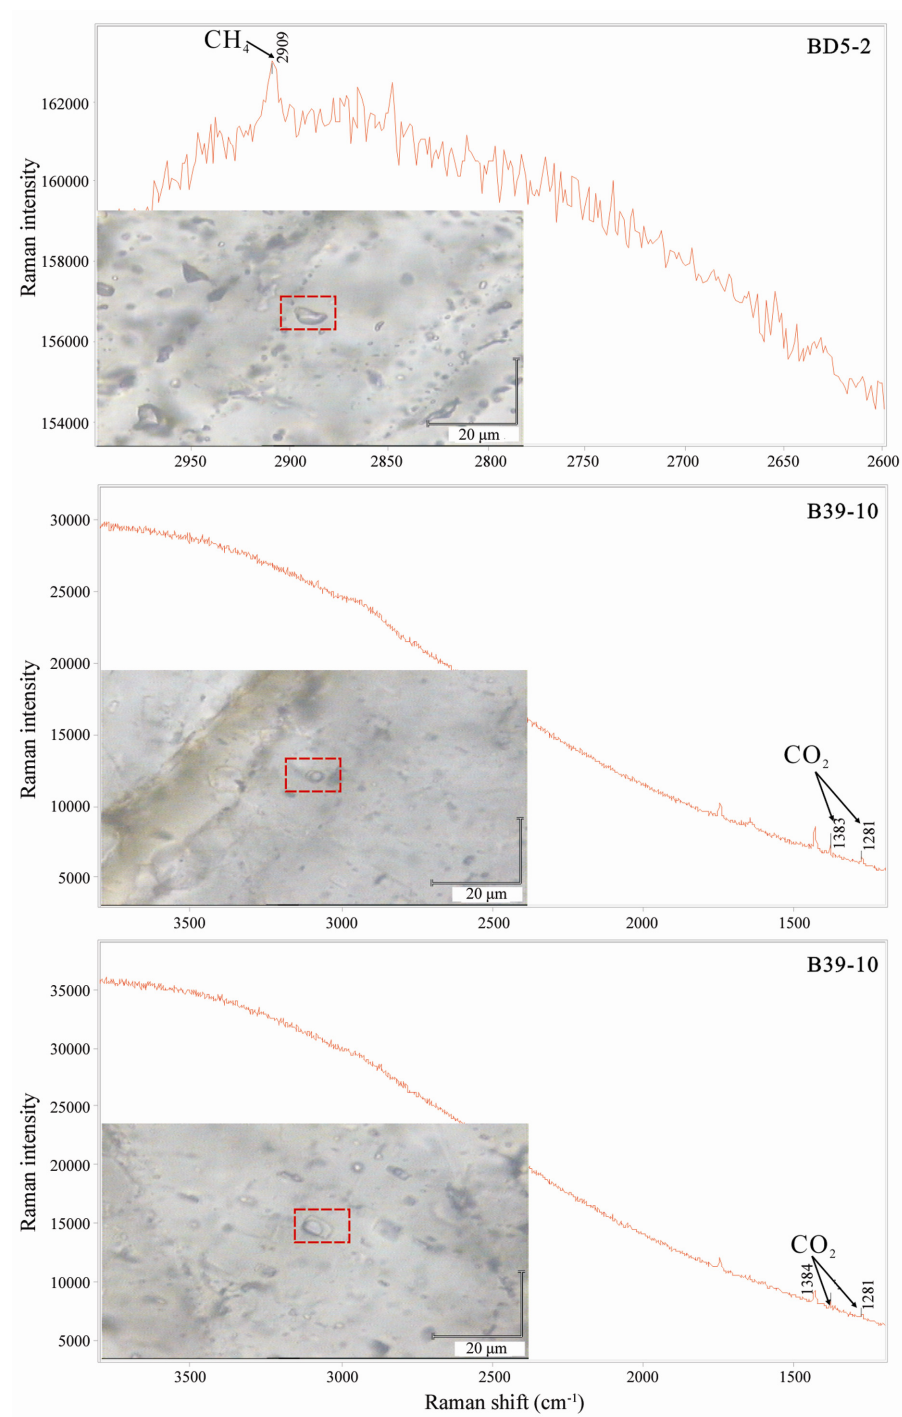 BD5-2
CH4
2909
162000
160000
158000
156000
154000
Raman intensity
20 μm
2950 2900 2850 2800 2750 2700 2650 2600
B39-10
30000
25000
20000
15000
10000
5000
Raman intensity
CO2
1383
1281
20 μm
3500 3000 2500 2000 1500
B39-10
35000
30000
25000
20000
15000
10000
5000
Raman intensity
CO2
1384
1281
20 μm
3500 3000 2500 2000 1500
Raman shift (cm-1)